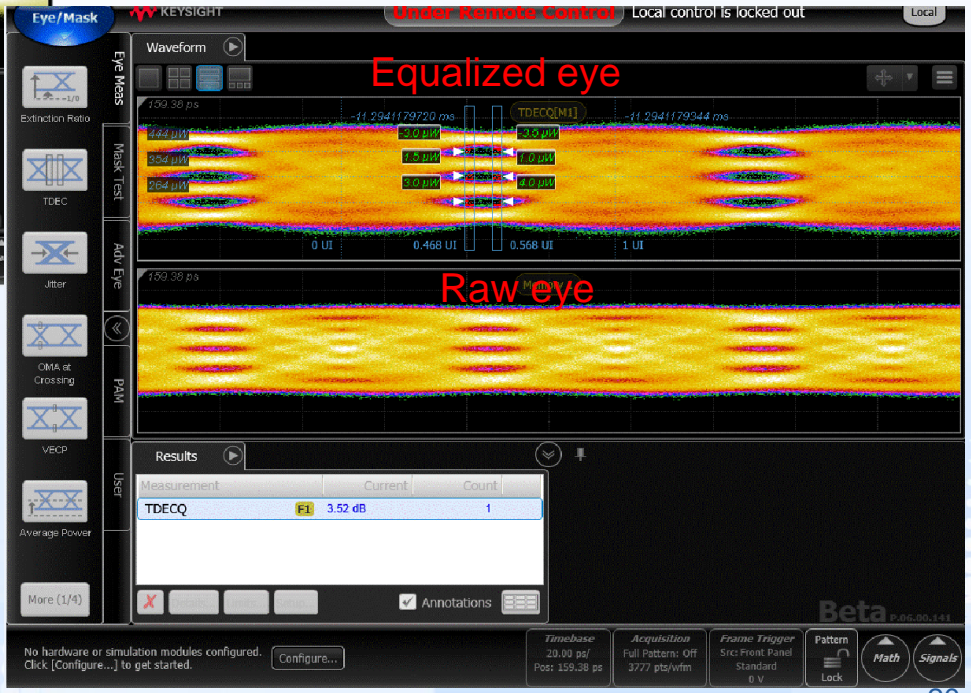 Eye/Mask
KEYSIGHT
Under Remote Control
Local control is locked out
Local
Waveform
Equalized eye
Eye Meas
Mask Test
Adv Eye
PAM
User
Extinction Ratio
TDEC
Jitter
OMA at
Crossing
VECP
Average Power
More (1/4)
159.38 ps
-11.2941179720 ms
TDECQ[M1]
-11.2941179344 ms
444 µW
-3.0 µW
-3.5 µW
354 µW
1.5 µW
1.0 µW
264 µW
3.0 µW
4.0 µW
0 UI
0.468 UI
0.568 UI
1 UI
159.38 ps
Raw eye
Results
Measurement
Current
Count
TDECQ
F1
3.52 dB
1
Details...
Annotations
Beta P.06.00.141
No hardware or simulation modules configured.
Click [Configure...] to get started.
Configure...
Timebase
20.00 ps/
Pos: 159.38 ps
Acquisition
Full Pattern: Off
3777 pts/wfm
Frame Trigger
Src: Front Panel
Standard
0 V
Pattern
Lock
Math
Signals